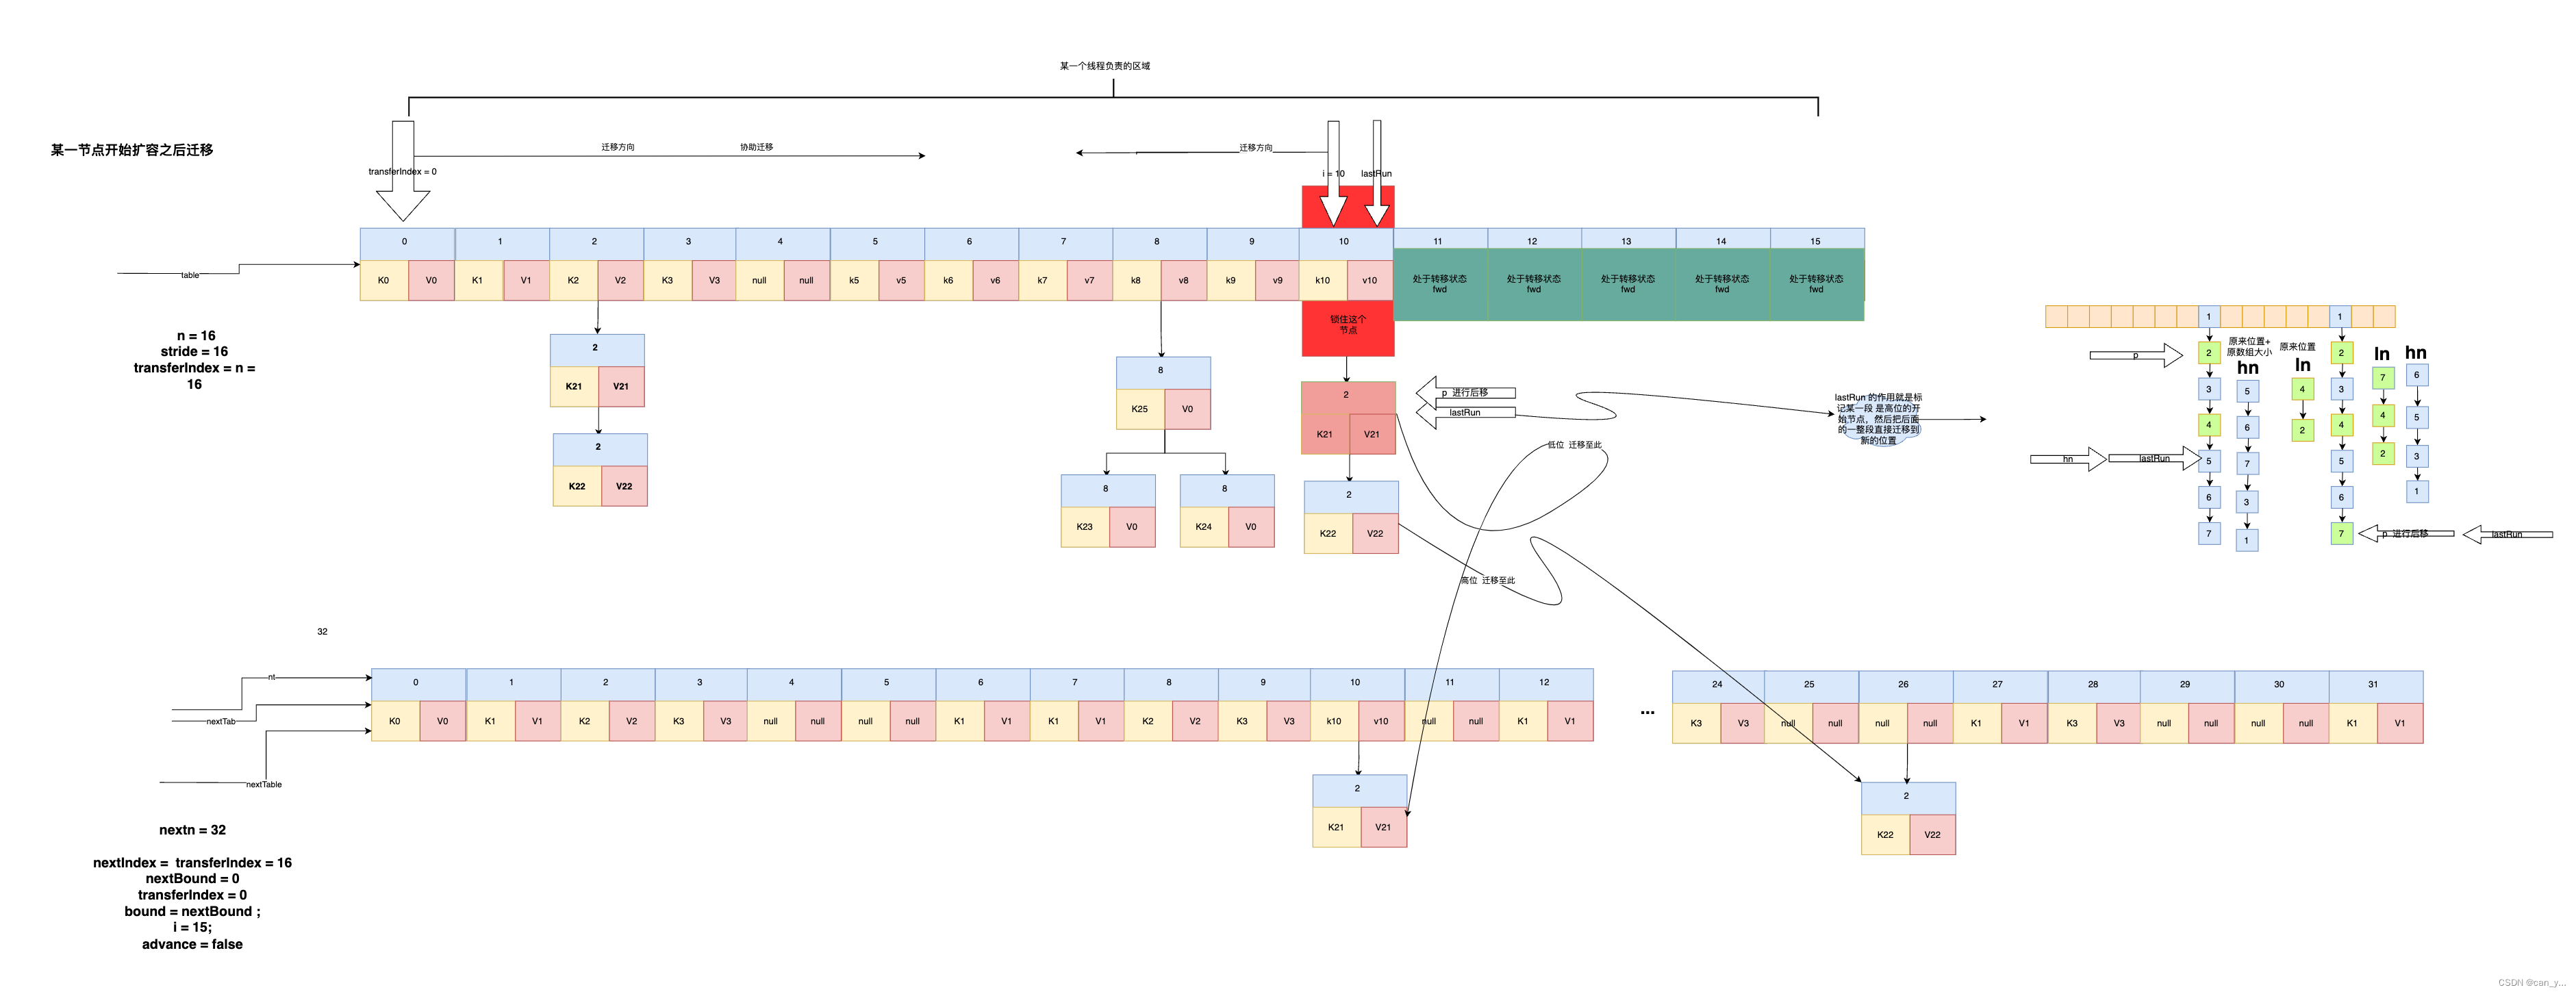 某一个线程负责的区域
某一节点开始扩容之后迁移
迁移方向
协助迁移
迁移方向
transferIndex = 0
i = 10
lastRun
0 1 2 3 4 5 6 7 8 9 10 11 12 13 14 15
table
K0 V0 K1 V1 K2 V2 K3 V3 null null k5 v5 k6 v6 k7 v7 k8 v8 k9 v9 k10 v10
处于转移状态 处于转移状态 处于转移状态 处于转移状态 处于转移状态
fwd fwd fwd fwd fwd
n = 16
stride = 16
transferIndex = n =
16
2
K21 V21
2
K22 V22
8
K25 V0
8
K23 V0
8
K24 V0
锁住这个
节点
2
K21 V21
2
K22 V22
p 进行后移
lastRun
低位 迁移至此
高位 迁移至此
lastRun 的作用就是标
记某一段 是高位的开
始节点，然后把后面
的一整段直接迁移到
新的位置
1 1
p
hn
lastRun
1
2
3
4
5
6
7
原来位置+
原数组大小
hn
5
6
7
3
1
原来位置
ln
4
2
2
3
4
5
6
7
ln
7
4
2
hn
6
5
3
1
p 进行后移
lastRun
32
nt
nextTab
nextTable
0 1 2 3 4 5 6 7 8 9 10 11 12
K0 V0 K1 V1 K2 V2 K3 V3 null null null null K1 V1 K1 V1 K2 V2 K3 V3 k10 v10 null null K1 V1
...
24 25 26 27 28 29 30 31
K3 V3 null null null null K1 V1 K3 V3 null null null null K1 V1
2
K21 V21
2
K22 V22
nextn = 32
nextIndex = transferIndex = 16
nextBound = 0
transferIndex = 0
bound = nextBound ;
i = 15;
advance = false
CSDN @can_y...